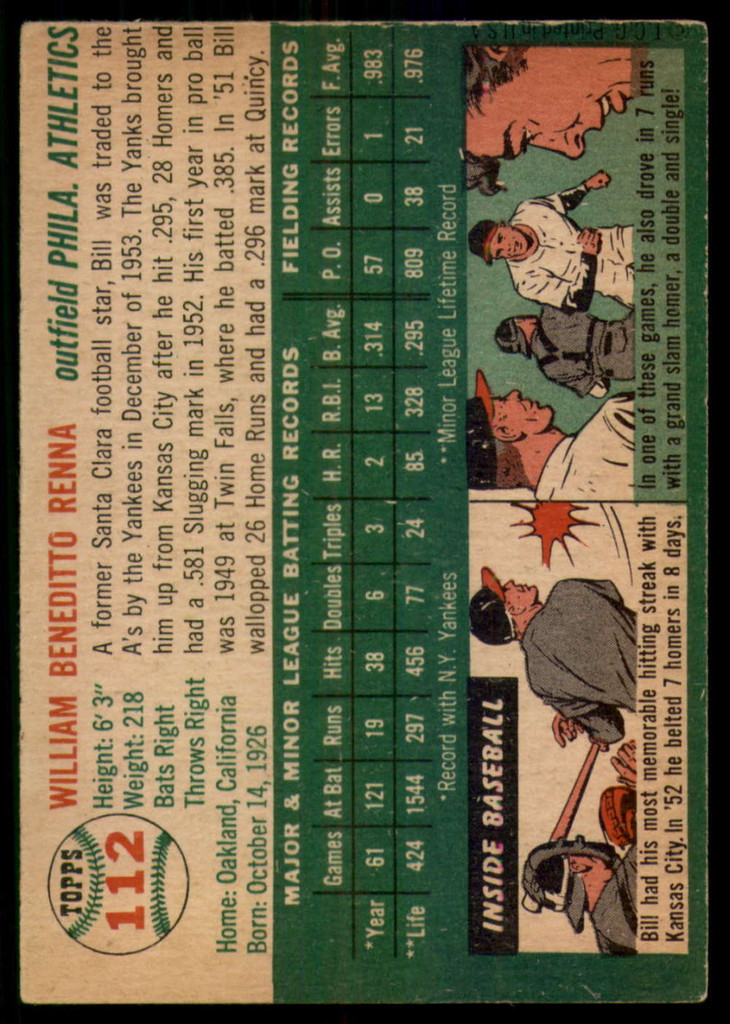 TOPPS
112
WILLIAM BENEDITTO RENNA outfield PHILA. ATHLETICS
Height: 6' 3"
Weight: 218
Bats Right
Throws Right
Home: Oakland, California
Born: October 14, 1926
A former Santa Clara football star, Bill was traded to the
A's by the Yankees in December of 1953. The Yanks brought
him up from Kansas City after he hit .295, 28 Homers and
had a .581 Slugging mark in 1952. His first year in pro ball
was 1949 at Twin Falls, where he batted .385. In '51 Bill
wallopped 26 Home Runs and had a .296 mark at Quincy.
MAJOR & MINOR LEAGUE BATTING RECORDS FIELDING RECORDS
Games At Bat Runs Hits Doubles Triples H. R. R.B.I. B. Avg. P. O. Assists Errors F. Avg.
*Year 61 121 19 38 6 3 2 13 .314 57 0 1 .983
**Life 424 1544 297 456 77 24 85 328 .295 809 38 21 .976
*Record with N.Y. Yankees **Minor League Lifetime Record
INSIDE BASEBALL
Bill had his most memorable hitting streak with
Kansas City. In '52 he belted 7 homers in 8 days.
In one of these games, he also drove in 7 runs
with a grand slam homer, a double and single!
© T.C.G. Printed in U.S.A.